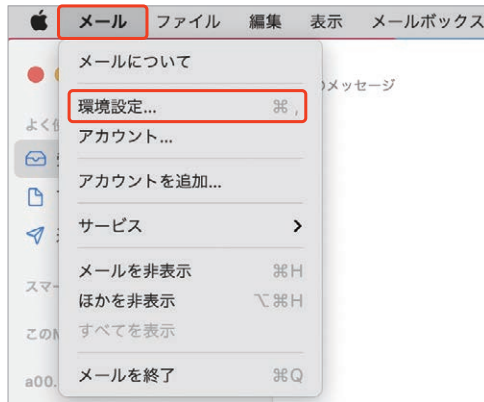 メール ファイル 編集 表示 メールボックス
メールについて
メッセージ
環境設定... ⌘ ,
よく
アカウント...
アカウントを追加...
サービス
メールを非表示 ⌘H
スマー
ほかを非表示 ⌥⌘H
すべてを表示
このM
メールを終了 ⌘Q
a00.